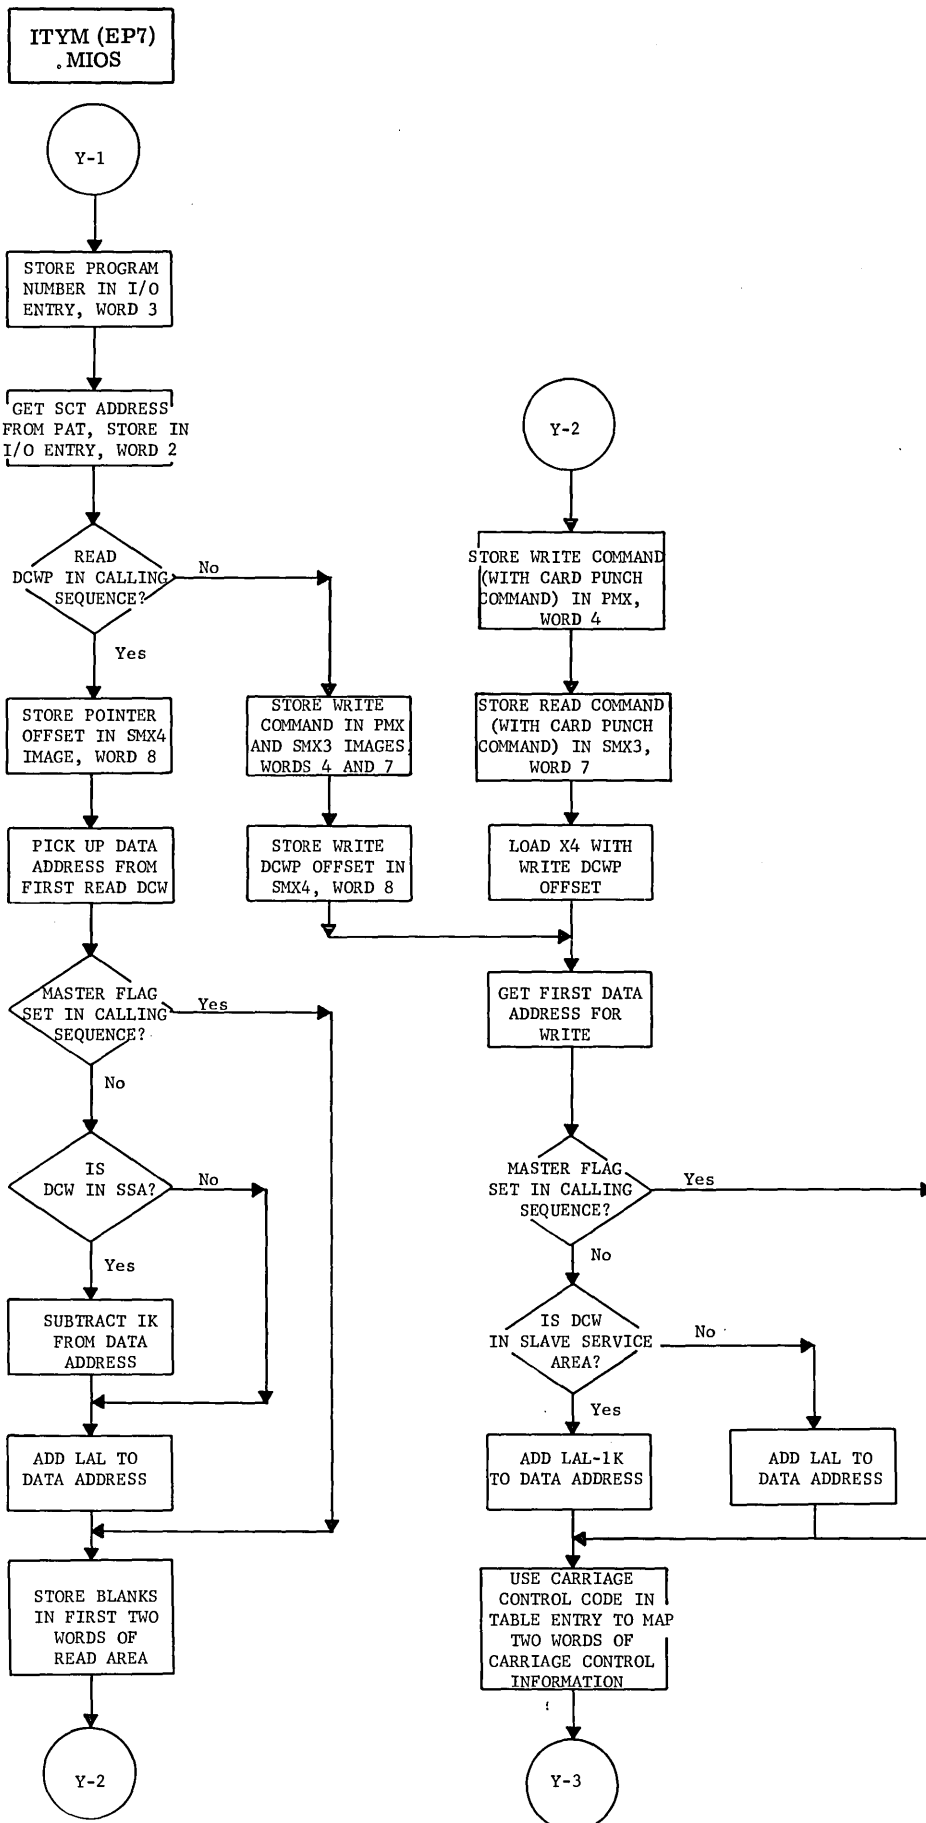 ITYM (EP7)
.MIOS
Y-1
STORE PROGRAM
NUMBER IN I/O
ENTRY, WORD 3
GET SCT ADDRESS
FROM PAT, STORE IN
I/O ENTRY, WORD 2
READ
DCWP IN CALLING
SEQUENCE?
No
Yes
STORE POINTER
OFFSET IN SMX4
IMAGE, WORD 8
STORE WRITE
COMMAND IN PMX
AND SMX3 IMAGES
WORDS 4 AND 7
PICK UP DATA
ADDRESS FROM
FIRST READ DCW
STORE WRITE
DCWP OFFSET IN
SMX4, WORD 8
MASTER FLAG
SET IN CALLING
SEQUENCE?
Yes
No
IS
DCW IN SSA?
No
Yes
SUBTRACT 1K
FROM DATA
ADDRESS
ADD LAL TO
DATA ADDRESS
STORE BLANKS
IN FIRST TWO
WORDS OF
READ AREA
Y-2
Y-2
STORE WRITE COMMAND
(WITH CARD PUNCH
COMMAND) IN PMX,
WORD 4
STORE READ COMMAND
(WITH CARD PUNCH
COMMAND) IN SMX3,
WORD 7
LOAD X4 WITH
WRITE DCWP
OFFSET
GET FIRST DATA
ADDRESS FOR
WRITE
MASTER FLAG
SET IN CALLING
SEQUENCE?
Yes
No
IS DCW
IN SLAVE SERVICE
AREA?
No
Yes
ADD LAL-1K
TO DATA ADDRESS
ADD LAL TO
DATA ADDRESS
USE CARRIAGE
CONTROL CODE IN
TABLE ENTRY TO MAP
TWO WORDS OF
CARRIAGE CONTROL
INFORMATION
Y-3